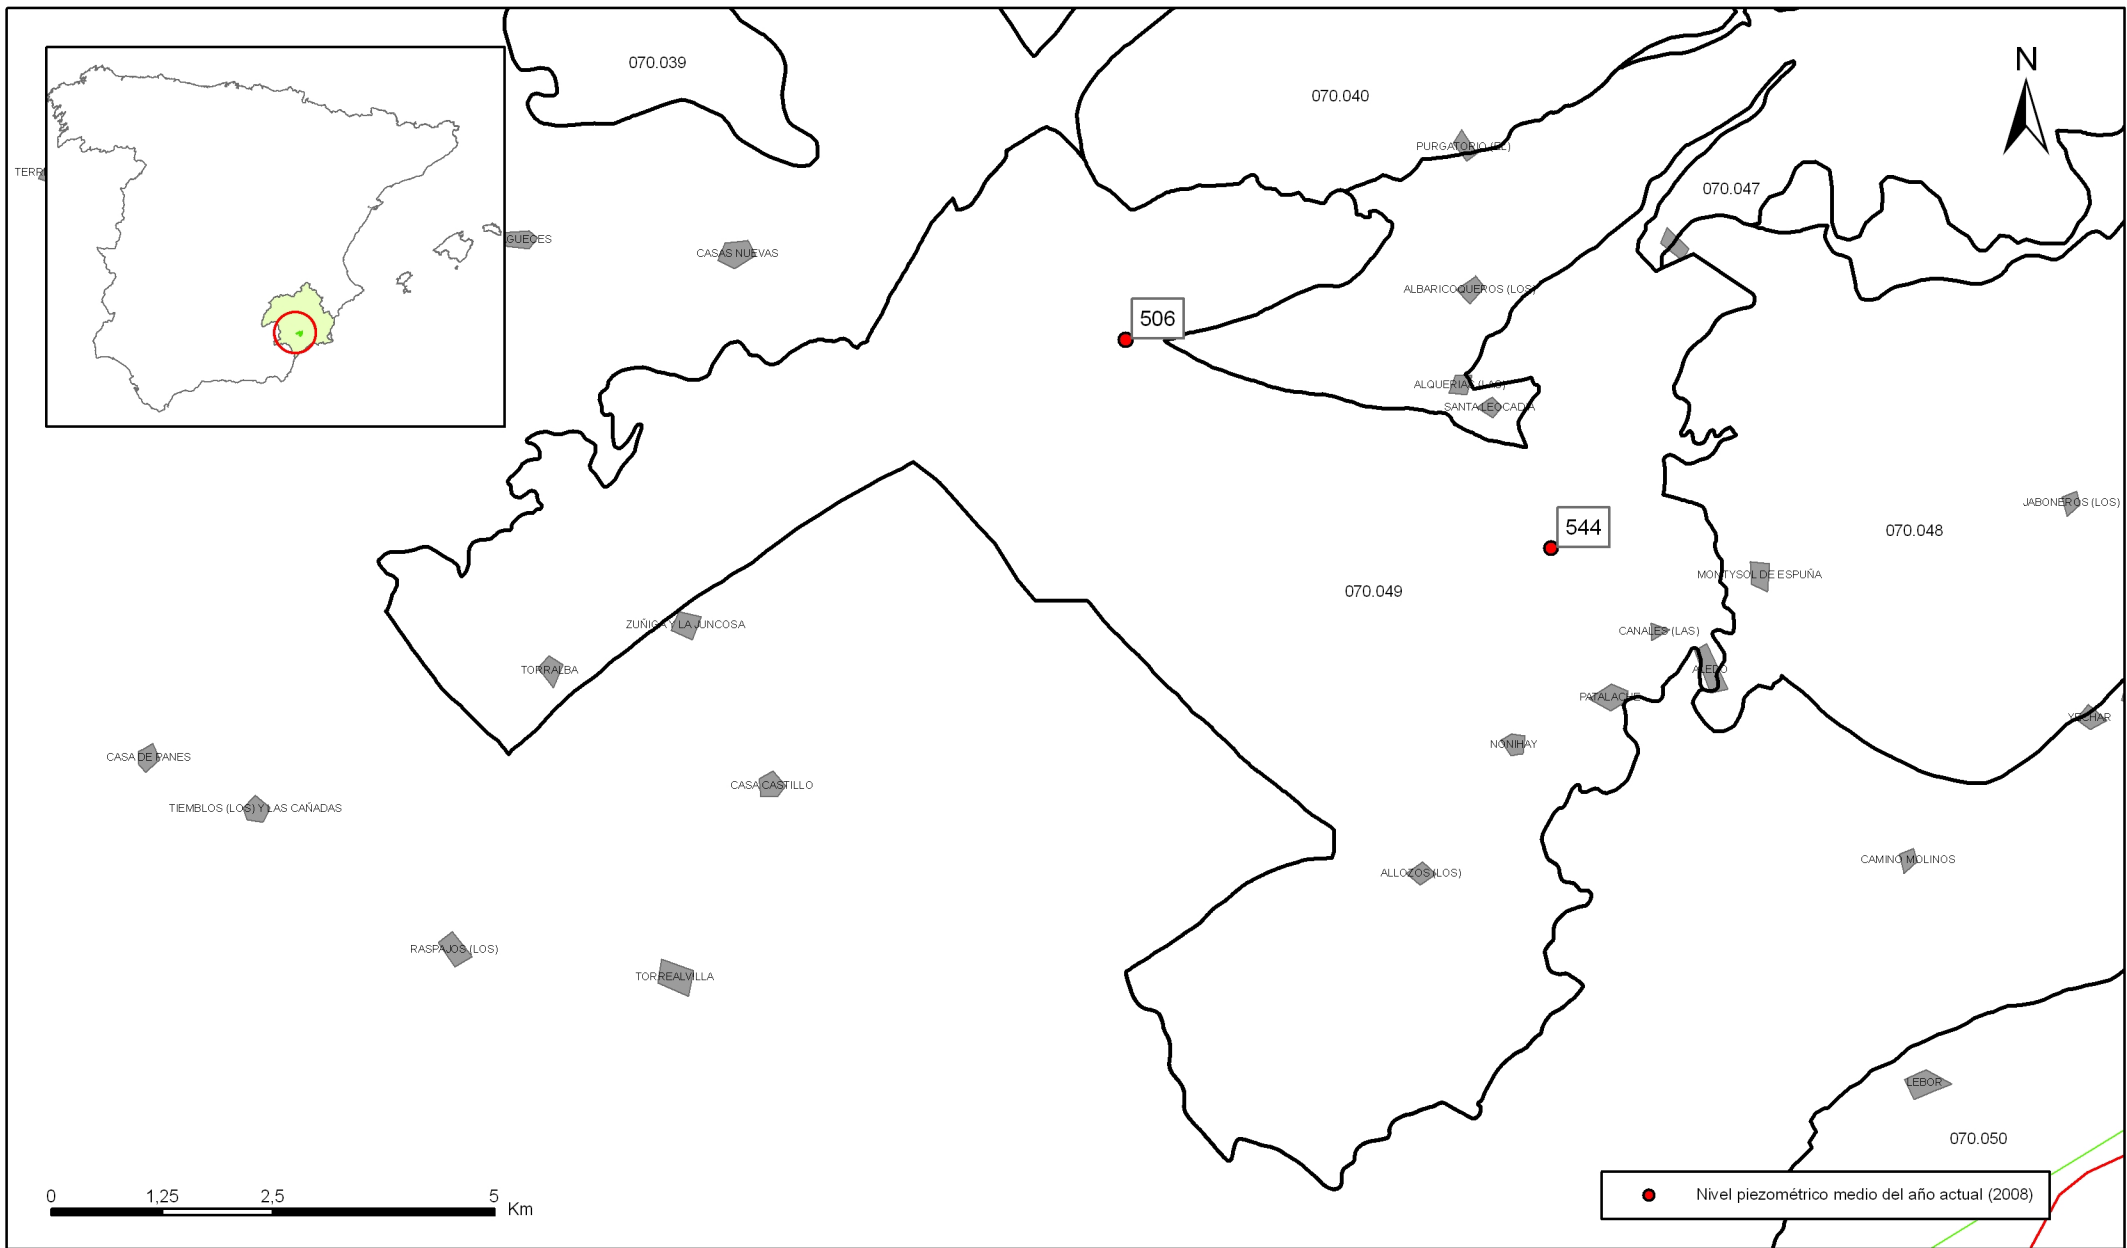 070.039
N
070.040
PURGATORIO (EL)
TERR
070.047
GUECES
CASAS NUEVAS
ALBARICOQUEROS (LOS)
506
ALQUERIAS (LAS)
SANTA LEOCADIA
JABONEROS (LOS)
544
070.048
MONTYSOL DE ESPUÑA
070.049
ZUÑIGA Y LA JUNCOSA
CANALES (LAS)
TORRALBA
ALEDO
PATALACHE
YECHAR
NONIHAY
CASA DE PANES
CASA CASTILLO
TIEMBLOS (LOS) Y LAS CAÑADAS
CAMINO MOLINOS
ALLOZOS (LOS)
RASPAJOS (LOS)
TORREALVILLA
LEBOR
070.050
0 1,25 2,5 5
Km
Nivel piezométrico medio del año actual (2008)